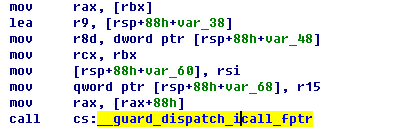 mov rax, [rbx]
lea r9, [rsp+88h+var_38]
mov r8d, dword ptr [rsp+88h+var_48]
mov rcx, rbx
mov [rsp+88h+var_60], rsi
mov qword ptr [rsp+88h+var_68], r15
mov rax, [rax+88h]
call cs:__guard_dispatch_icall_fptr